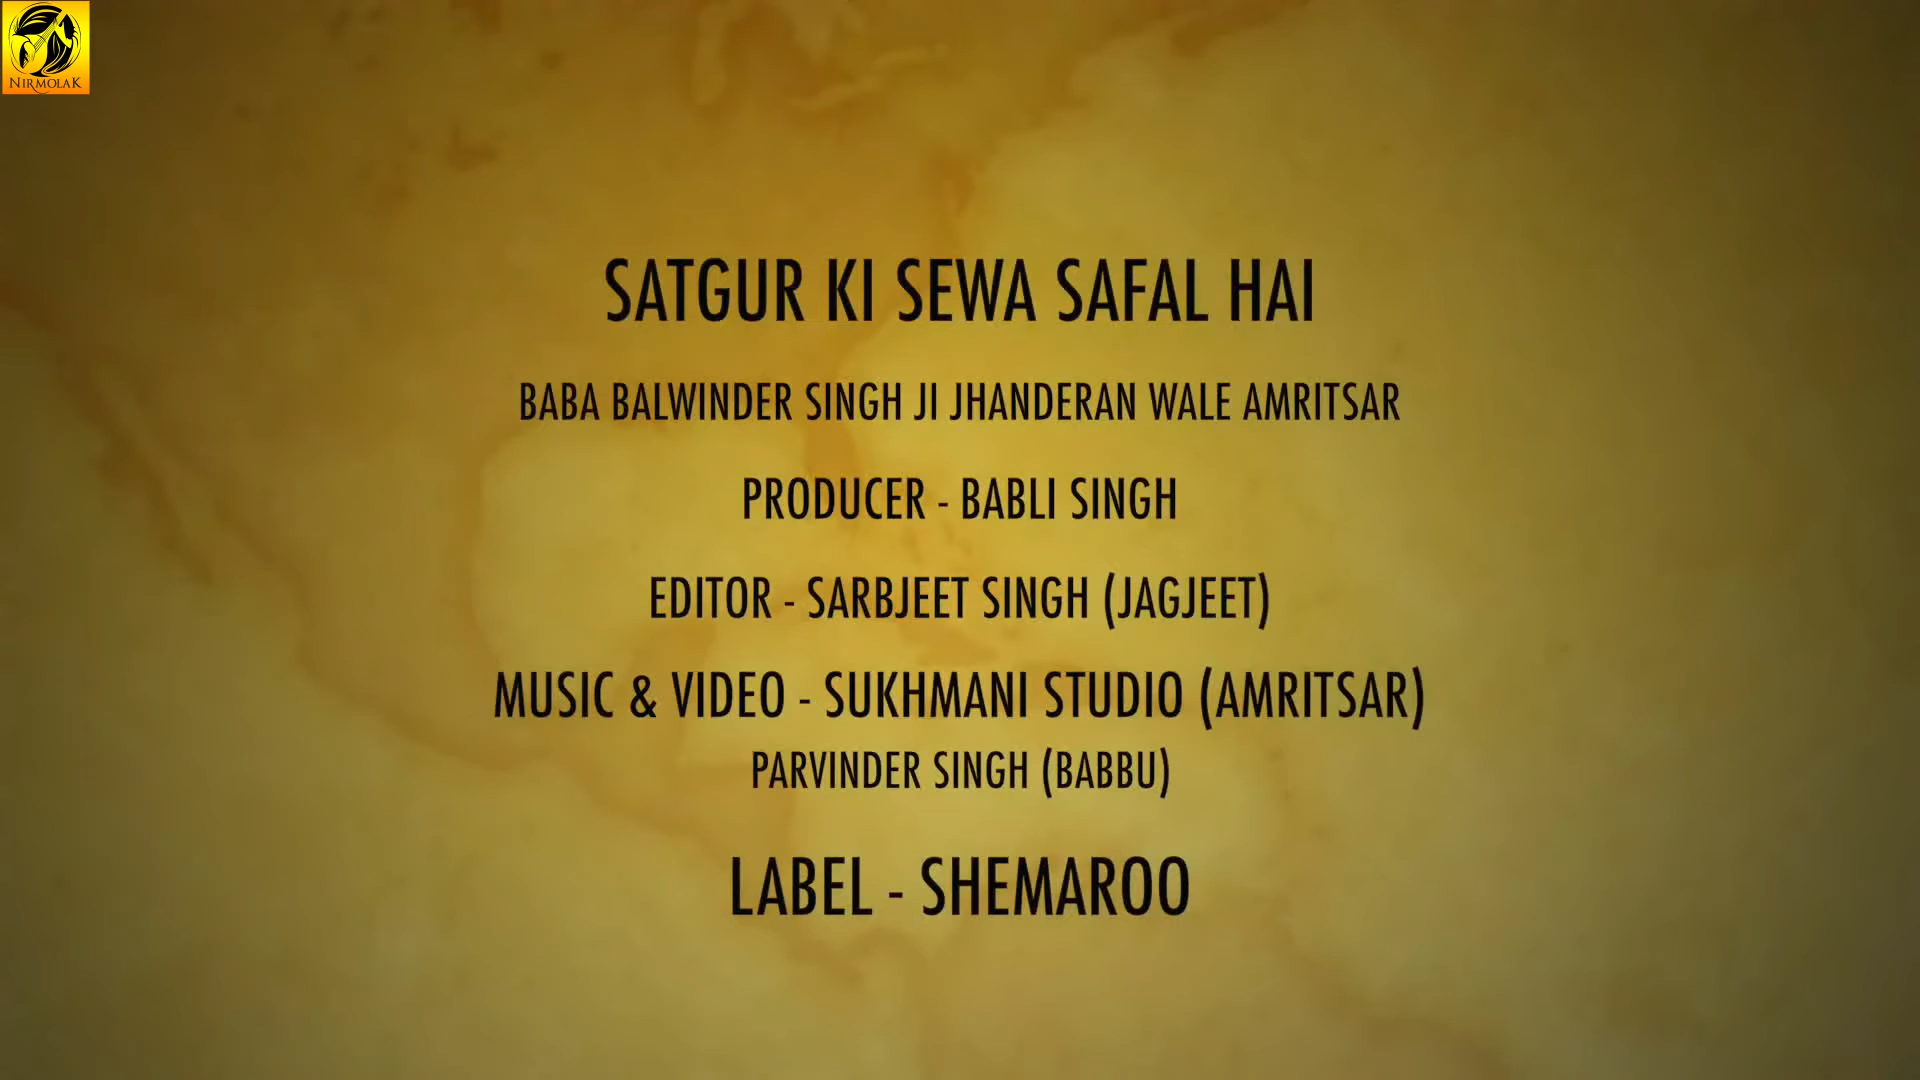 NIRMOLAK
SATGUR KI SEWA SAFAL HAI
BABA BALWINDER SINGH JI JHANDERAN WALE AMRITSAR
PRODUCER - BABLI SINGH
EDITOR - SARBJEET SINGH (JAGJEET)
MUSIC & VIDEO - SUKHMANI STUDIO (AMRITSAR)
PARVINDER SINGH (BABBU)
LABEL - SHEMAROO